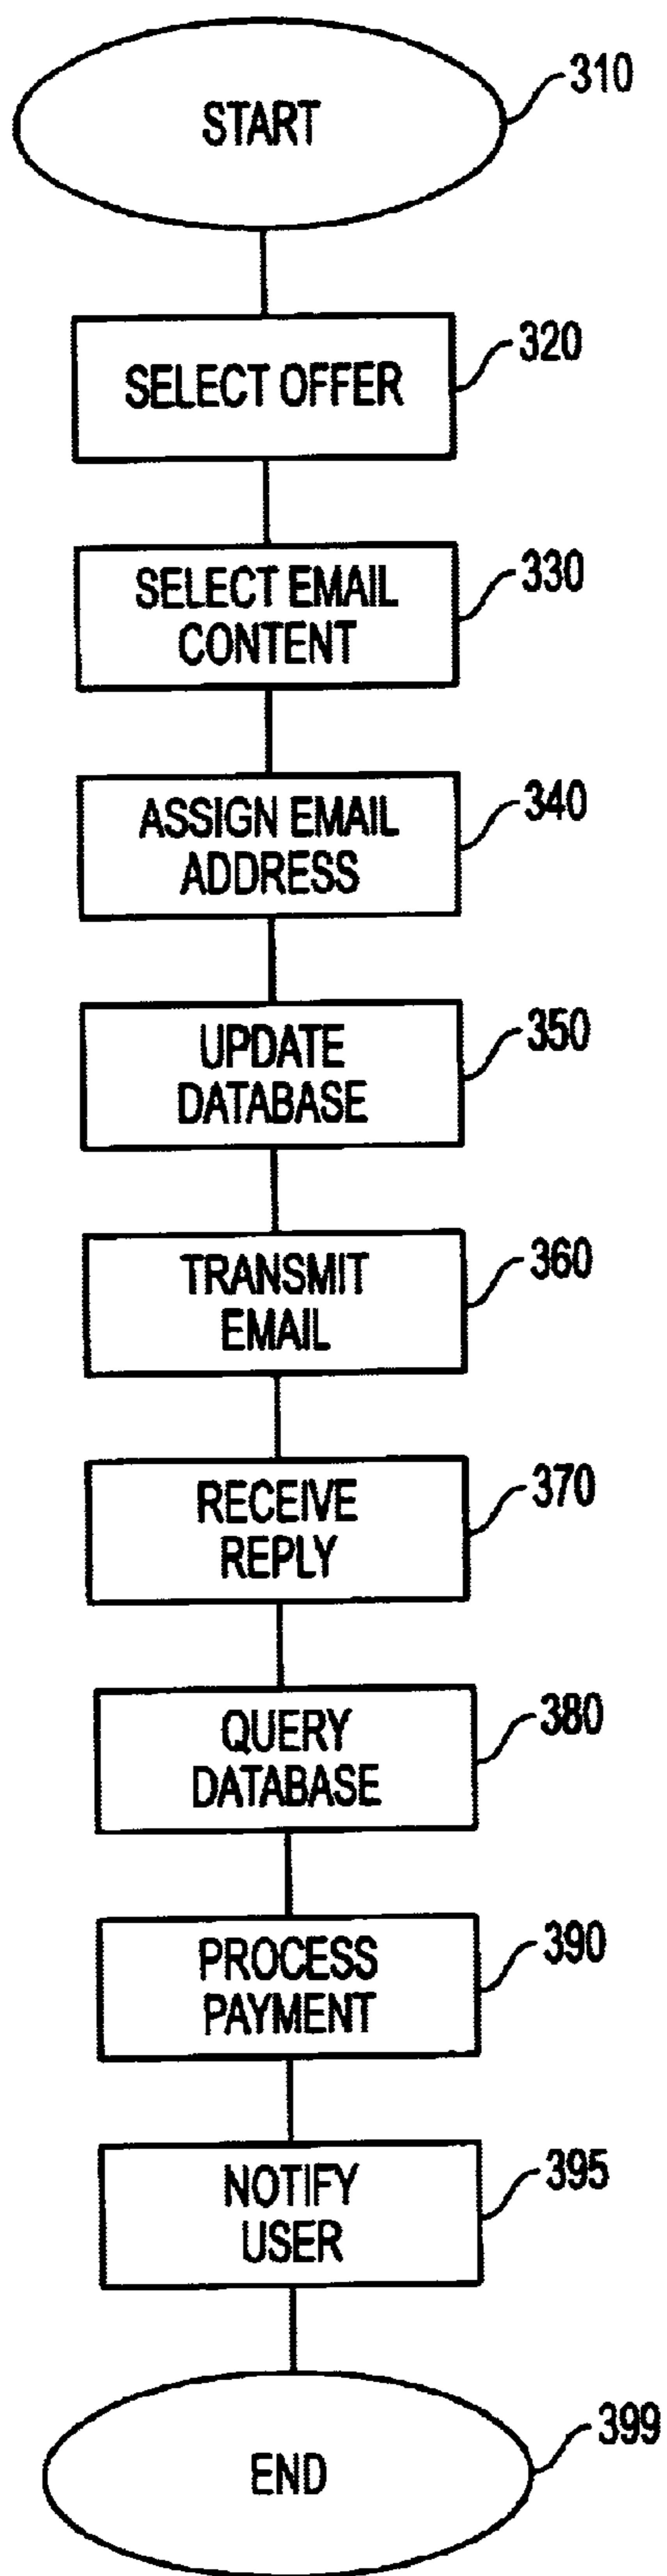 START
310
SELECT OFFER
320
SELECT EMAIL
CONTENT
330
ASSIGN EMAIL
ADDRESS
340
UPDATE
DATABASE
350
TRANSMIT
EMAIL
360
RECEIVE
REPLY
370
QUERY
DATABASE
380
PROCESS
PAYMENT
390
NOTIFY
USER
395
END
399